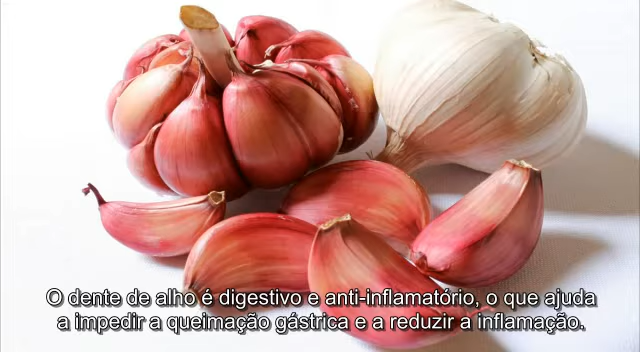 O dente de alho é digestivo e anti-inflamatório, o que ajuda
a impedir a queimação gástrica e a reduzir a inflamação.